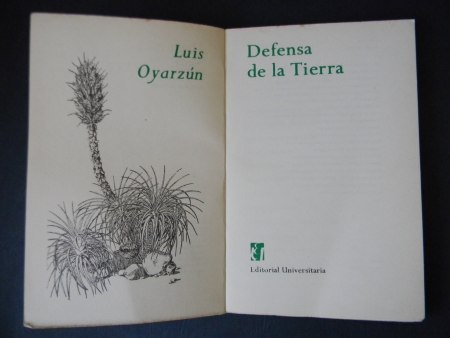 Luis
Oyarzún
Defensa
de la Tierra
Editorial Universitaria